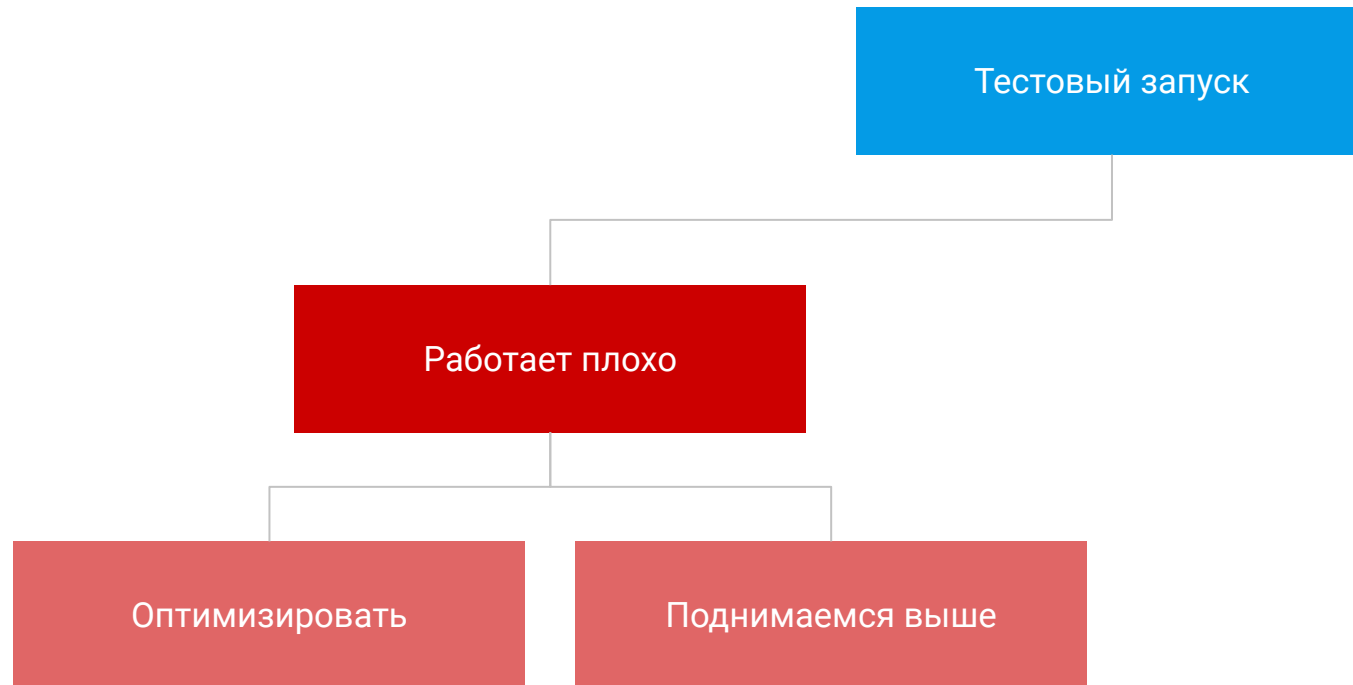 Тестовый запуск
Работает плохо
Оптимизировать
Поднимаемся выше